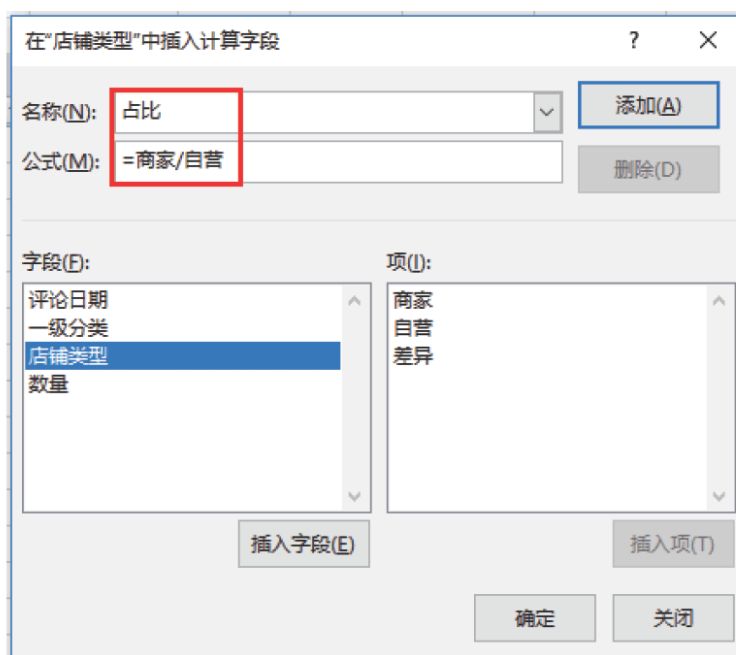 在“店铺类型”中插入计算字段
名称(N): 占比 添加(A)
公式(M): =商家/自营 删除(D)
字段(F): 项(I):
评论日期 商家
一级分类 自营
店铺类型 差异
数量
插入字段(E) 插入项(T)
确定 关闭